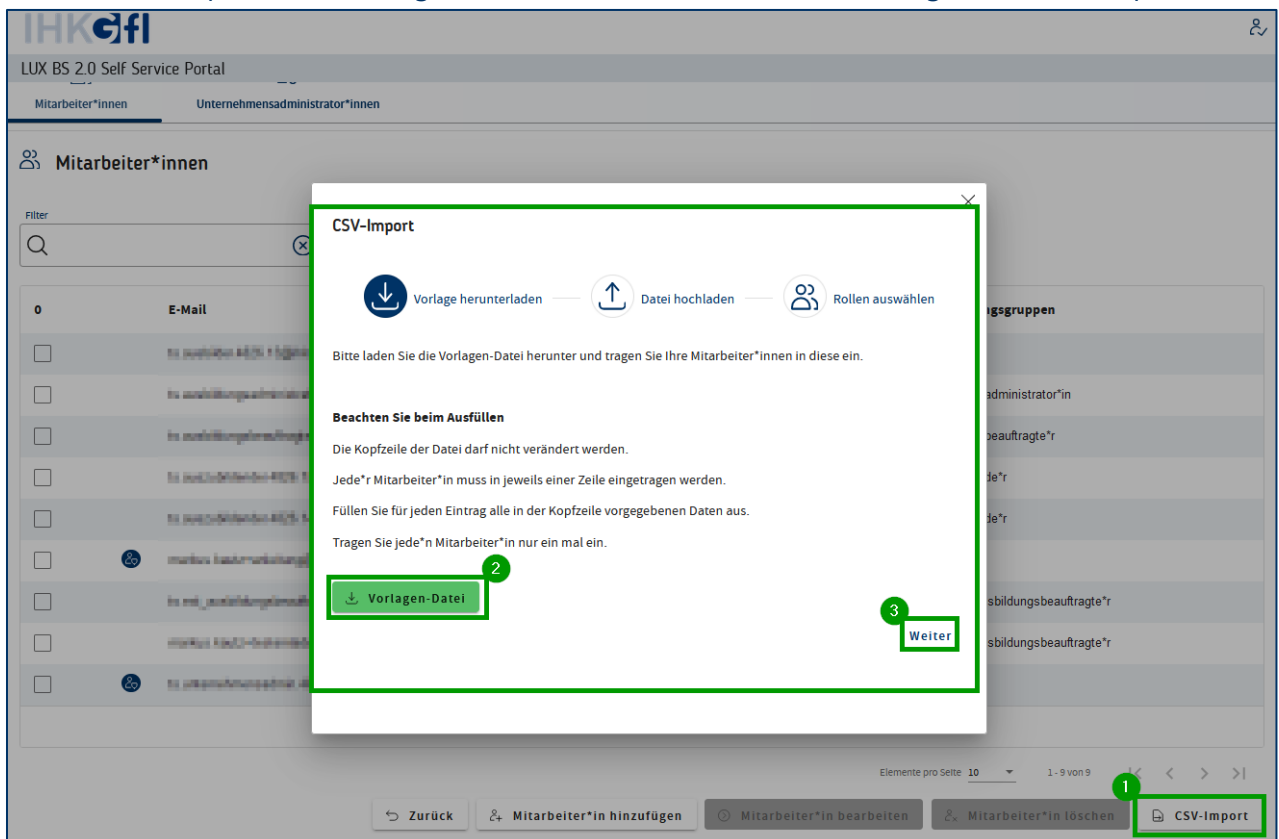 IHKGfI
LUX BS 2.0 Self Service Portal
Mitarbeiter*innen Unternehmensadministrator*innen
Mitarbeiter*innen
Filter
CSV-Import
Vorlage herunterladen Datei hochladen Rollen auswählen
0 E-Mail
Bitte laden Sie die Vorlagen-Datei herunter und tragen Sie Ihre Mitarbeiter*innen in diese ein.
administrator*in
Beachten Sie beim Ausfüllen
beauftragte*r
Die Kopfzeile der Datei darf nicht verändert werden.
Jede*r Mitarbeiter*in muss in jeweils einer Zeile eingetragen werden.
de*r
Füllen Sie für jeden Eintrag alle in der Kopfzeile vorgegebenen Daten aus.
de*r
Tragen Sie jede*n Mitarbeiter*in nur ein mal ein.
2
Vorlagen-Datei
sbildungsbeauftragte*r
3
Weiter
sbildungsbeauftragte*r
Elemente pro Seite 10 1 - 9 von 9
1
Zurück Mitarbeiter*in hinzufügen Mitarbeiter*in bearbeiten Mitarbeiter*in löschen CSV-Import